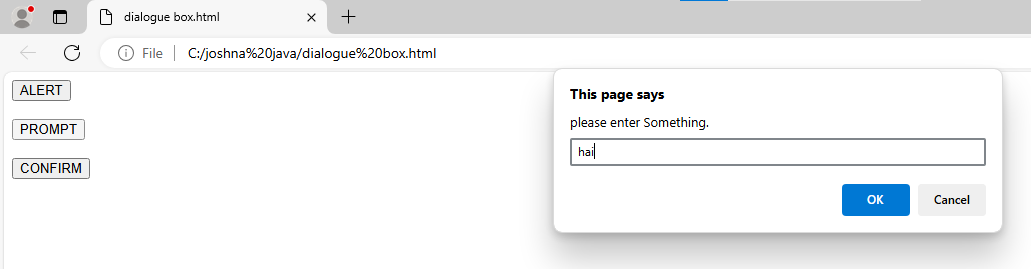 dialogue box.html
File
C:/joshna%20java/dialogue%20box.html
ALERT
PROMPT
CONFIRM
This page says
please enter Something.
hai
OK
Cancel